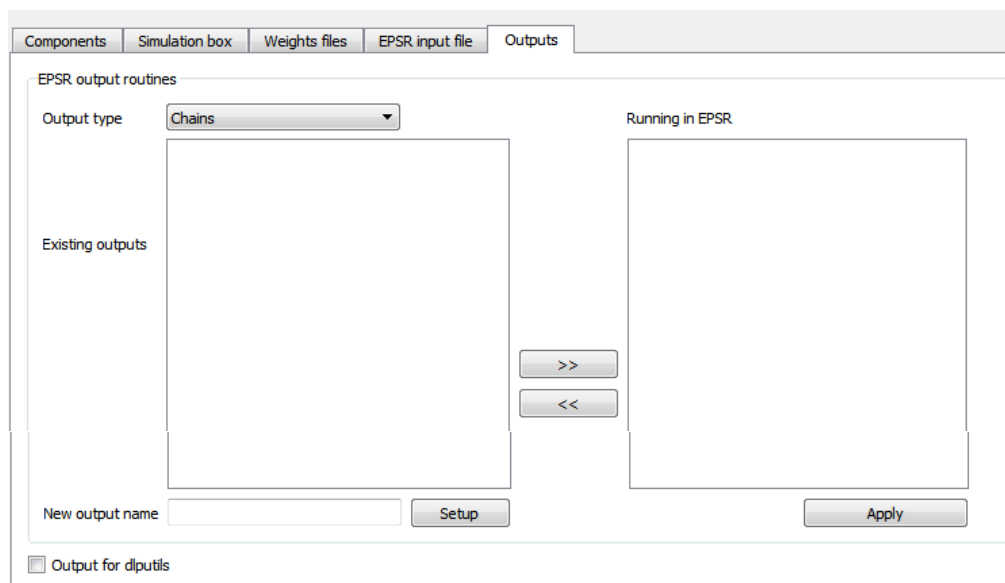 Components Simulation box Weights files EPSR input file Outputs
EPSR output routines
Output type Chains Running in EPSR
Existing outputs
>>
<<
New output name Setup Apply
Output for dlputils